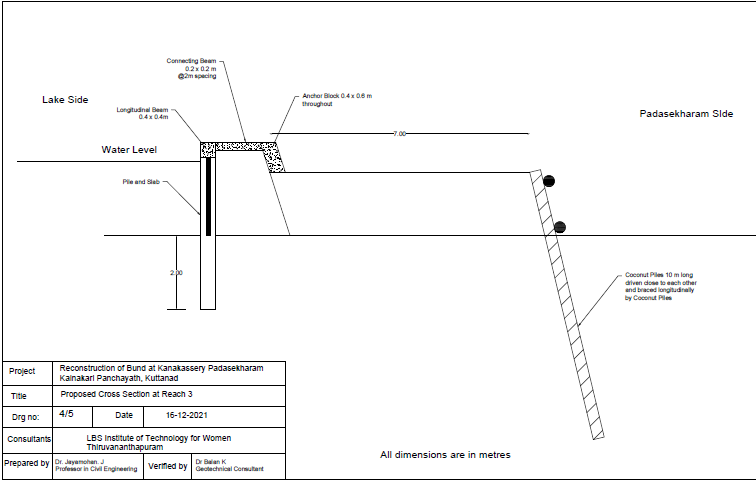 Connecting Beam
0.2 x 0.2 m
@2m spacing
Lake Side
Anchor Block 0.4 x 0.6 m
throughout
Longitudinal Beam
0.4 x 0.4m
Padasekharam SIde
7.00
Water Level
Pile and Slab
2.00
Coconut Piles 10 m long
driven close to each other
and braced longitudinally
by Coconut Piles
Project
Reconstruction of Bund at Kanakassery Padasekharam
Kainakari Panchayath, Kuttanad
Title
Proposed Cross Section at Reach 3
Drg no:
4/5
Date
16-12-2021
Consultants
LBS Institute of Technology for Women
Thiruvananthapuram
All dimensions are in metres
Prepared by
Dr. Jayamohan. J
Professor in Civil Engineering
Verified by
Dr Balan K
Geotechnical Consultant